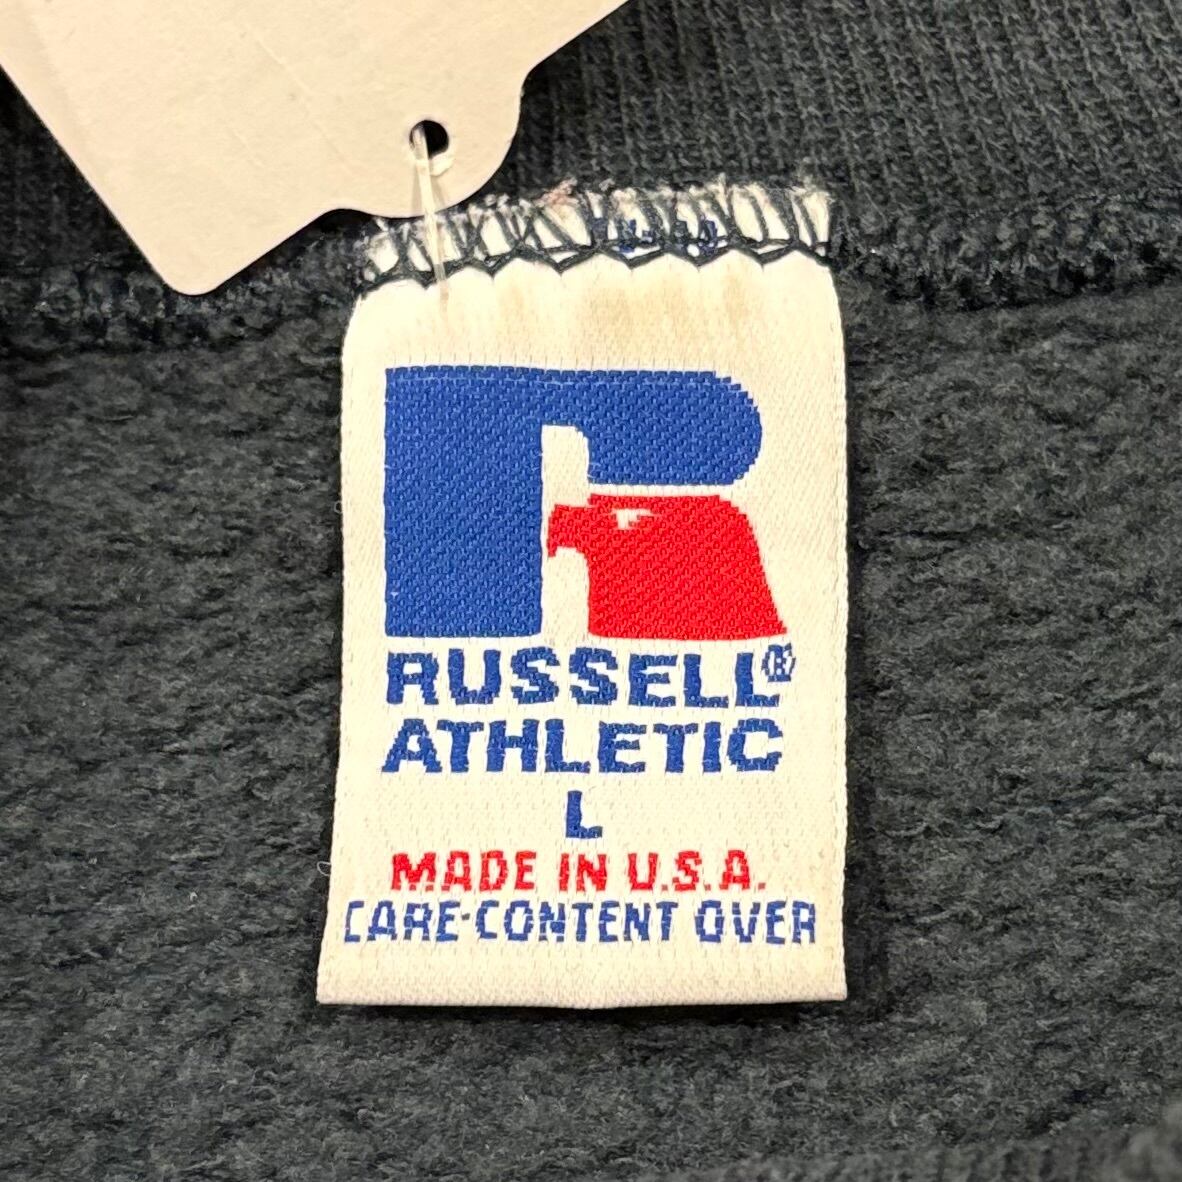 RUSSELL®
ATHLETIC
L
MADE IN U.S.A.
CARE·CONTENT OVER